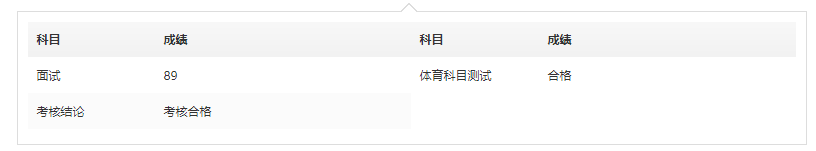 科目 成绩 科目 成绩
面试 89 体育科目测试 合格
考核结论 考核合格